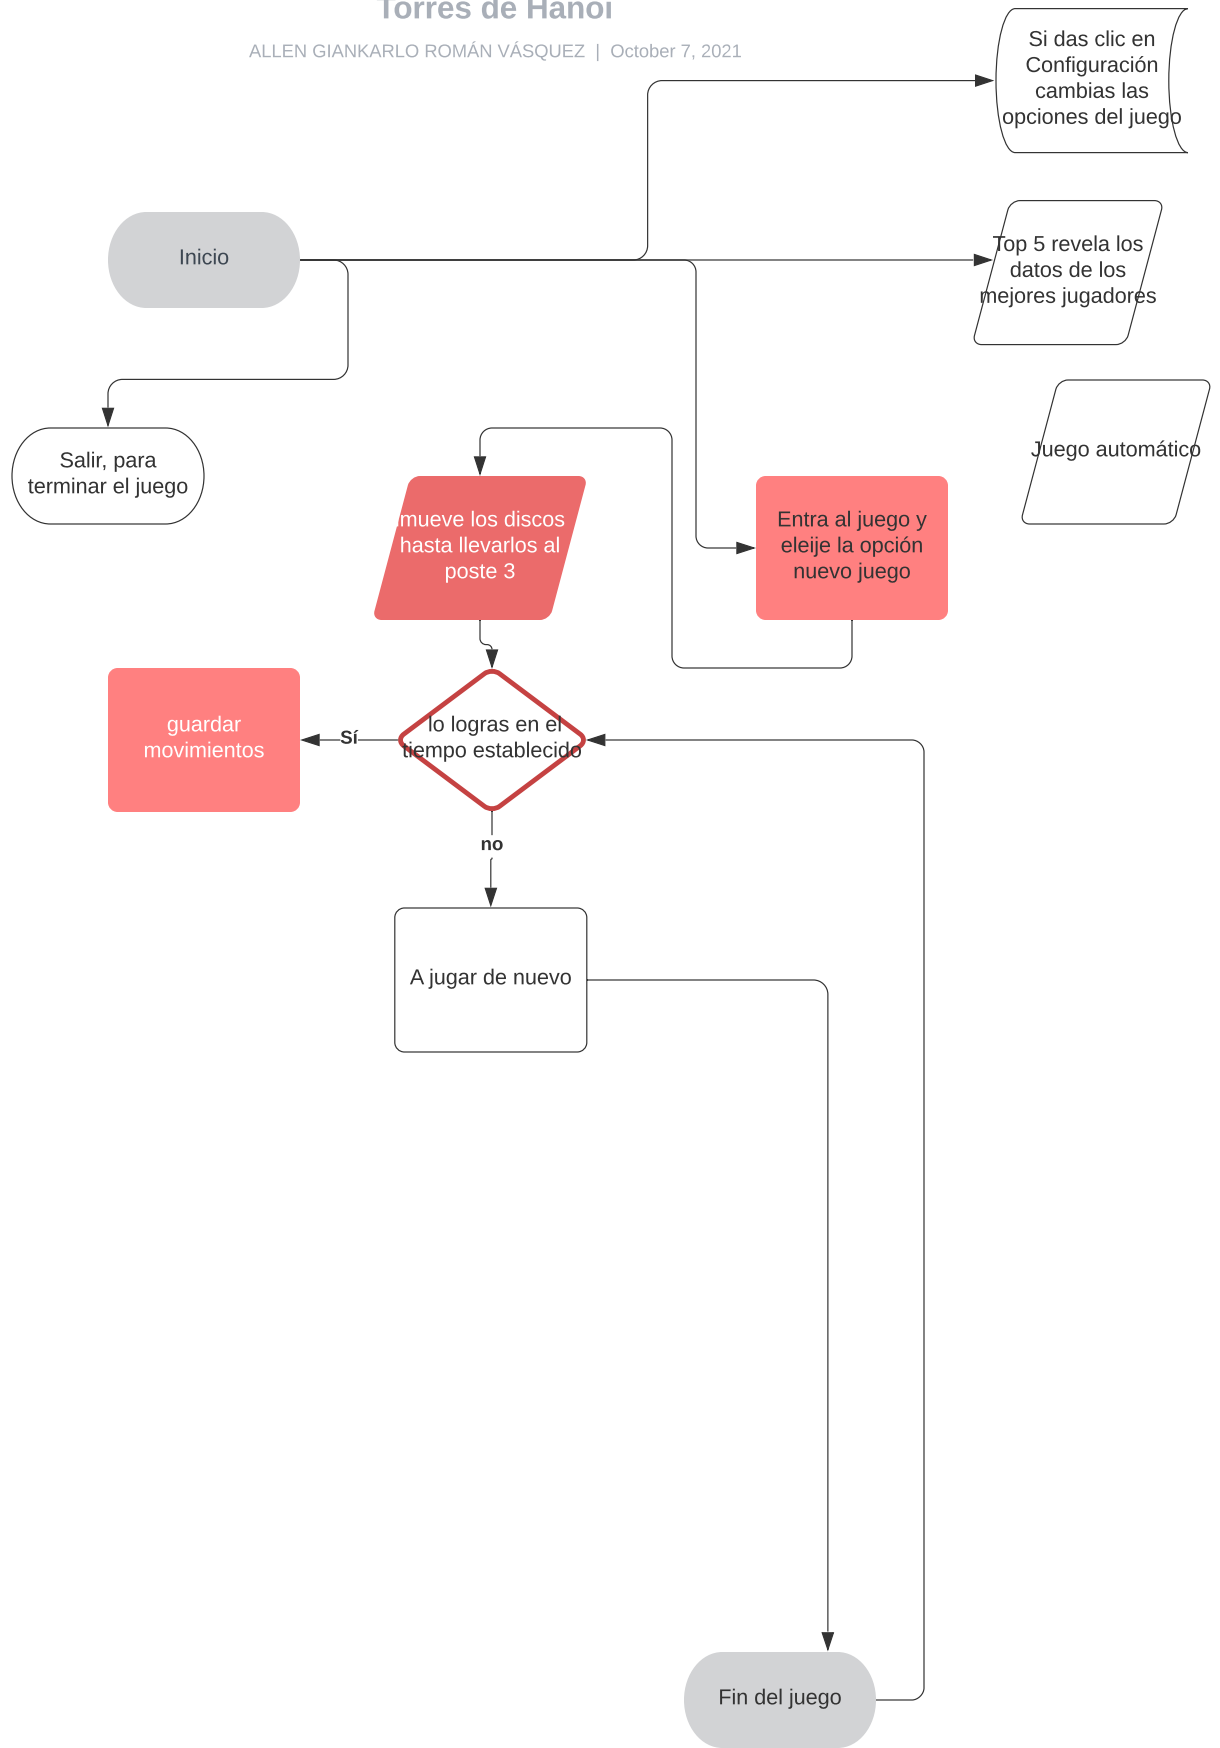 Torres de Hanoi
ALLEN GIANKARLO ROMÁN VÁSQUEZ | October 7, 2021
Si das clic en
Configuración
cambias las
opciones del juego
Inicio
Top 5 revela los
datos de los
mejores jugadores
Salir, para
terminar el juego
Juego automático
mueve los discos
hasta llevarlos al
poste 3
Entra al juego y
eleije la opción
nuevo juego
guardar
movimientos
Sí
lo logras en el
tiempo establecido
no
A jugar de nuevo
Fin del juego